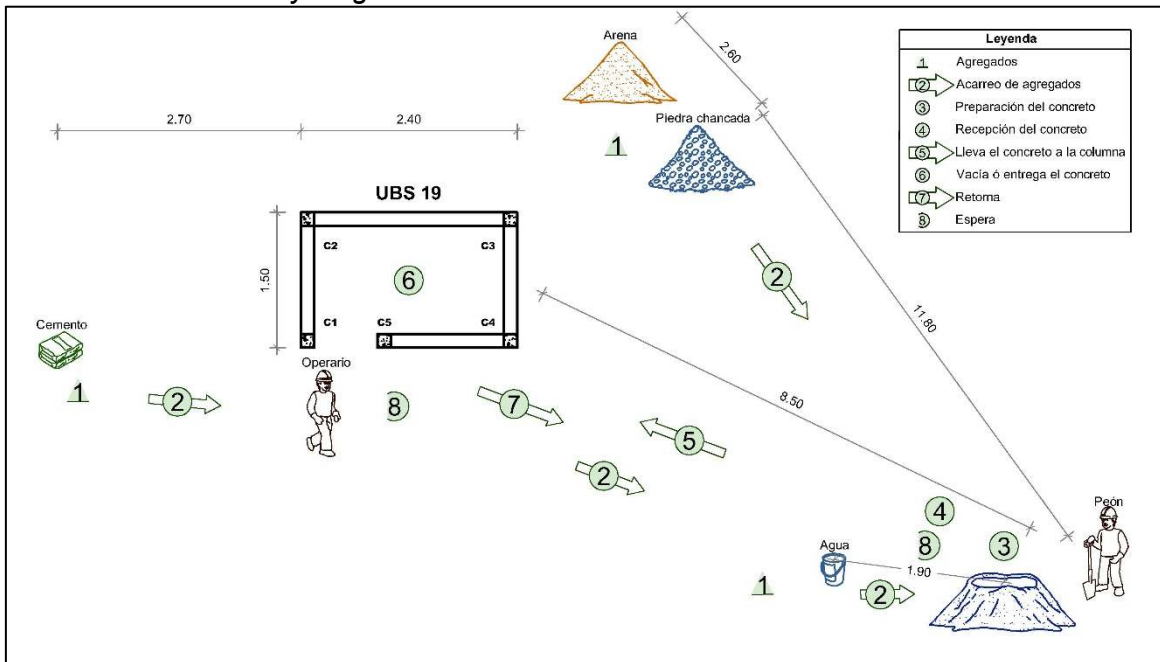 Arena
2.60
Leyenda
1 Agregados
2 Acarreo de agregados
3 Preparación del concreto
4 Recepción del concreto
5 Lleva el concreto a la columna
6 Vacía ó entrega el concreto
7 Retorna
8 Espera
2.70
2.40
Piedra chancada
1
UBS 19
C2
C3
6
2
1.50
11.80
C1
C5
C4
Cemento
Operario
1
2
8
7
8.50
5
2
4
Peón
Agua
8
3
1.90
1
2